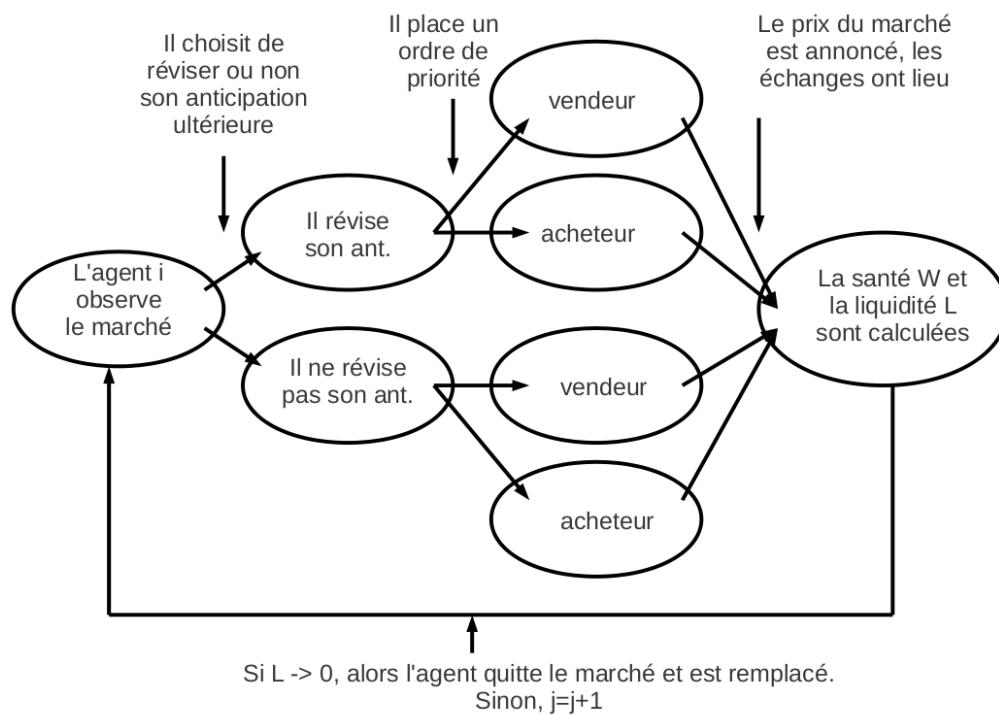 Il choisit de
réviser ou non
son anticipation
ultérieure
Il place un
ordre de
priorité
Le prix du marché
est annoncé, les
échanges ont lieu
vendeur
Il révise
son ant.
acheteur
L'agent i
observe
le marché
La santé W et
la liquidité L
sont calculées
Il ne révise
pas son ant.
vendeur
acheteur
Si L -> 0, alors l'agent quitte le marché et est remplacé.
Sinon, j=j+1